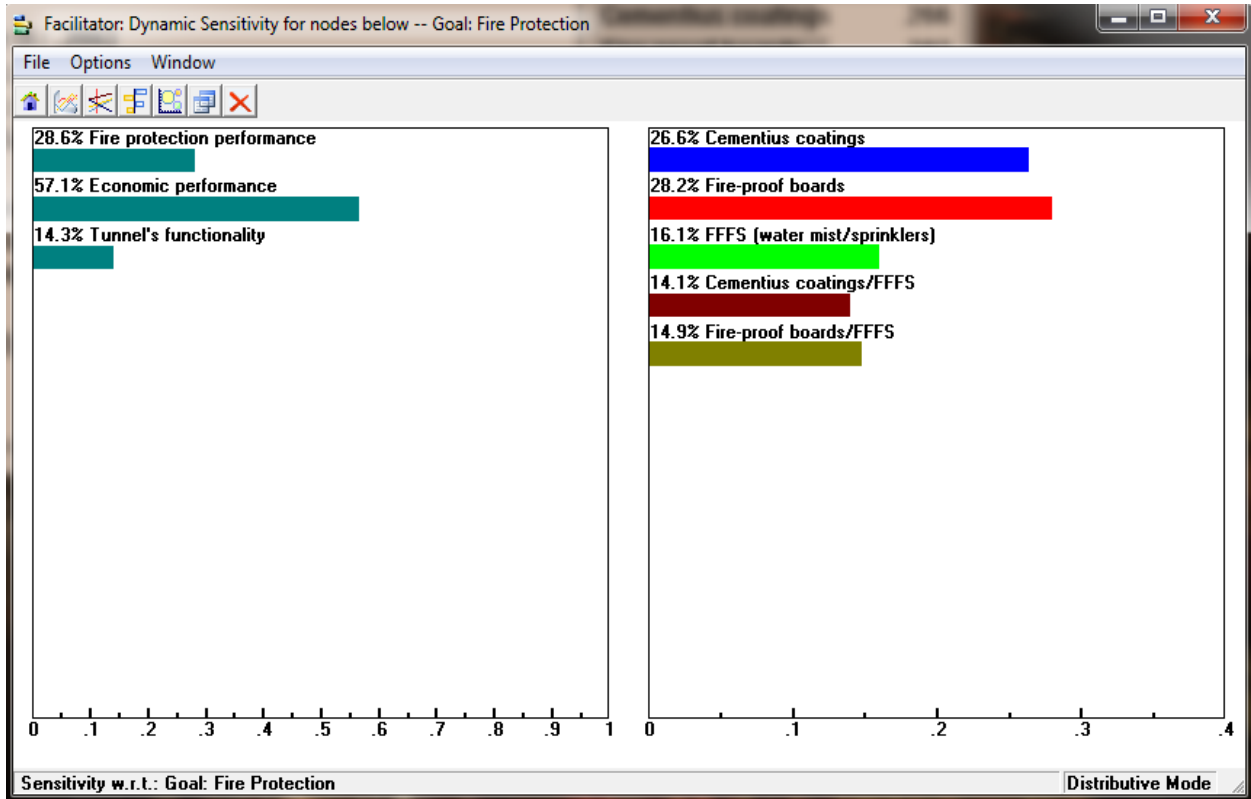 Facilitator: Dynamic Sensitivity for nodes below -- Goal: Fire Protection
File Options Window
28.6% Fire protection performance
57.1% Economic performance
14.3% Tunnel's functionality
0 .1 .2 .3 .4 .5 .6 .7 .8 .9 1
26.6% Cementius coatings
28.2% Fire-proof boards
16.1% FFFS (water mist/sprinklers)
14.1% Cementius coatings/FFFS
14.9% Fire-proof boards/FFFS
0 .1 .2 .3 .4
Sensitivity w.r.t.: Goal: Fire Protection
Distributive Mode